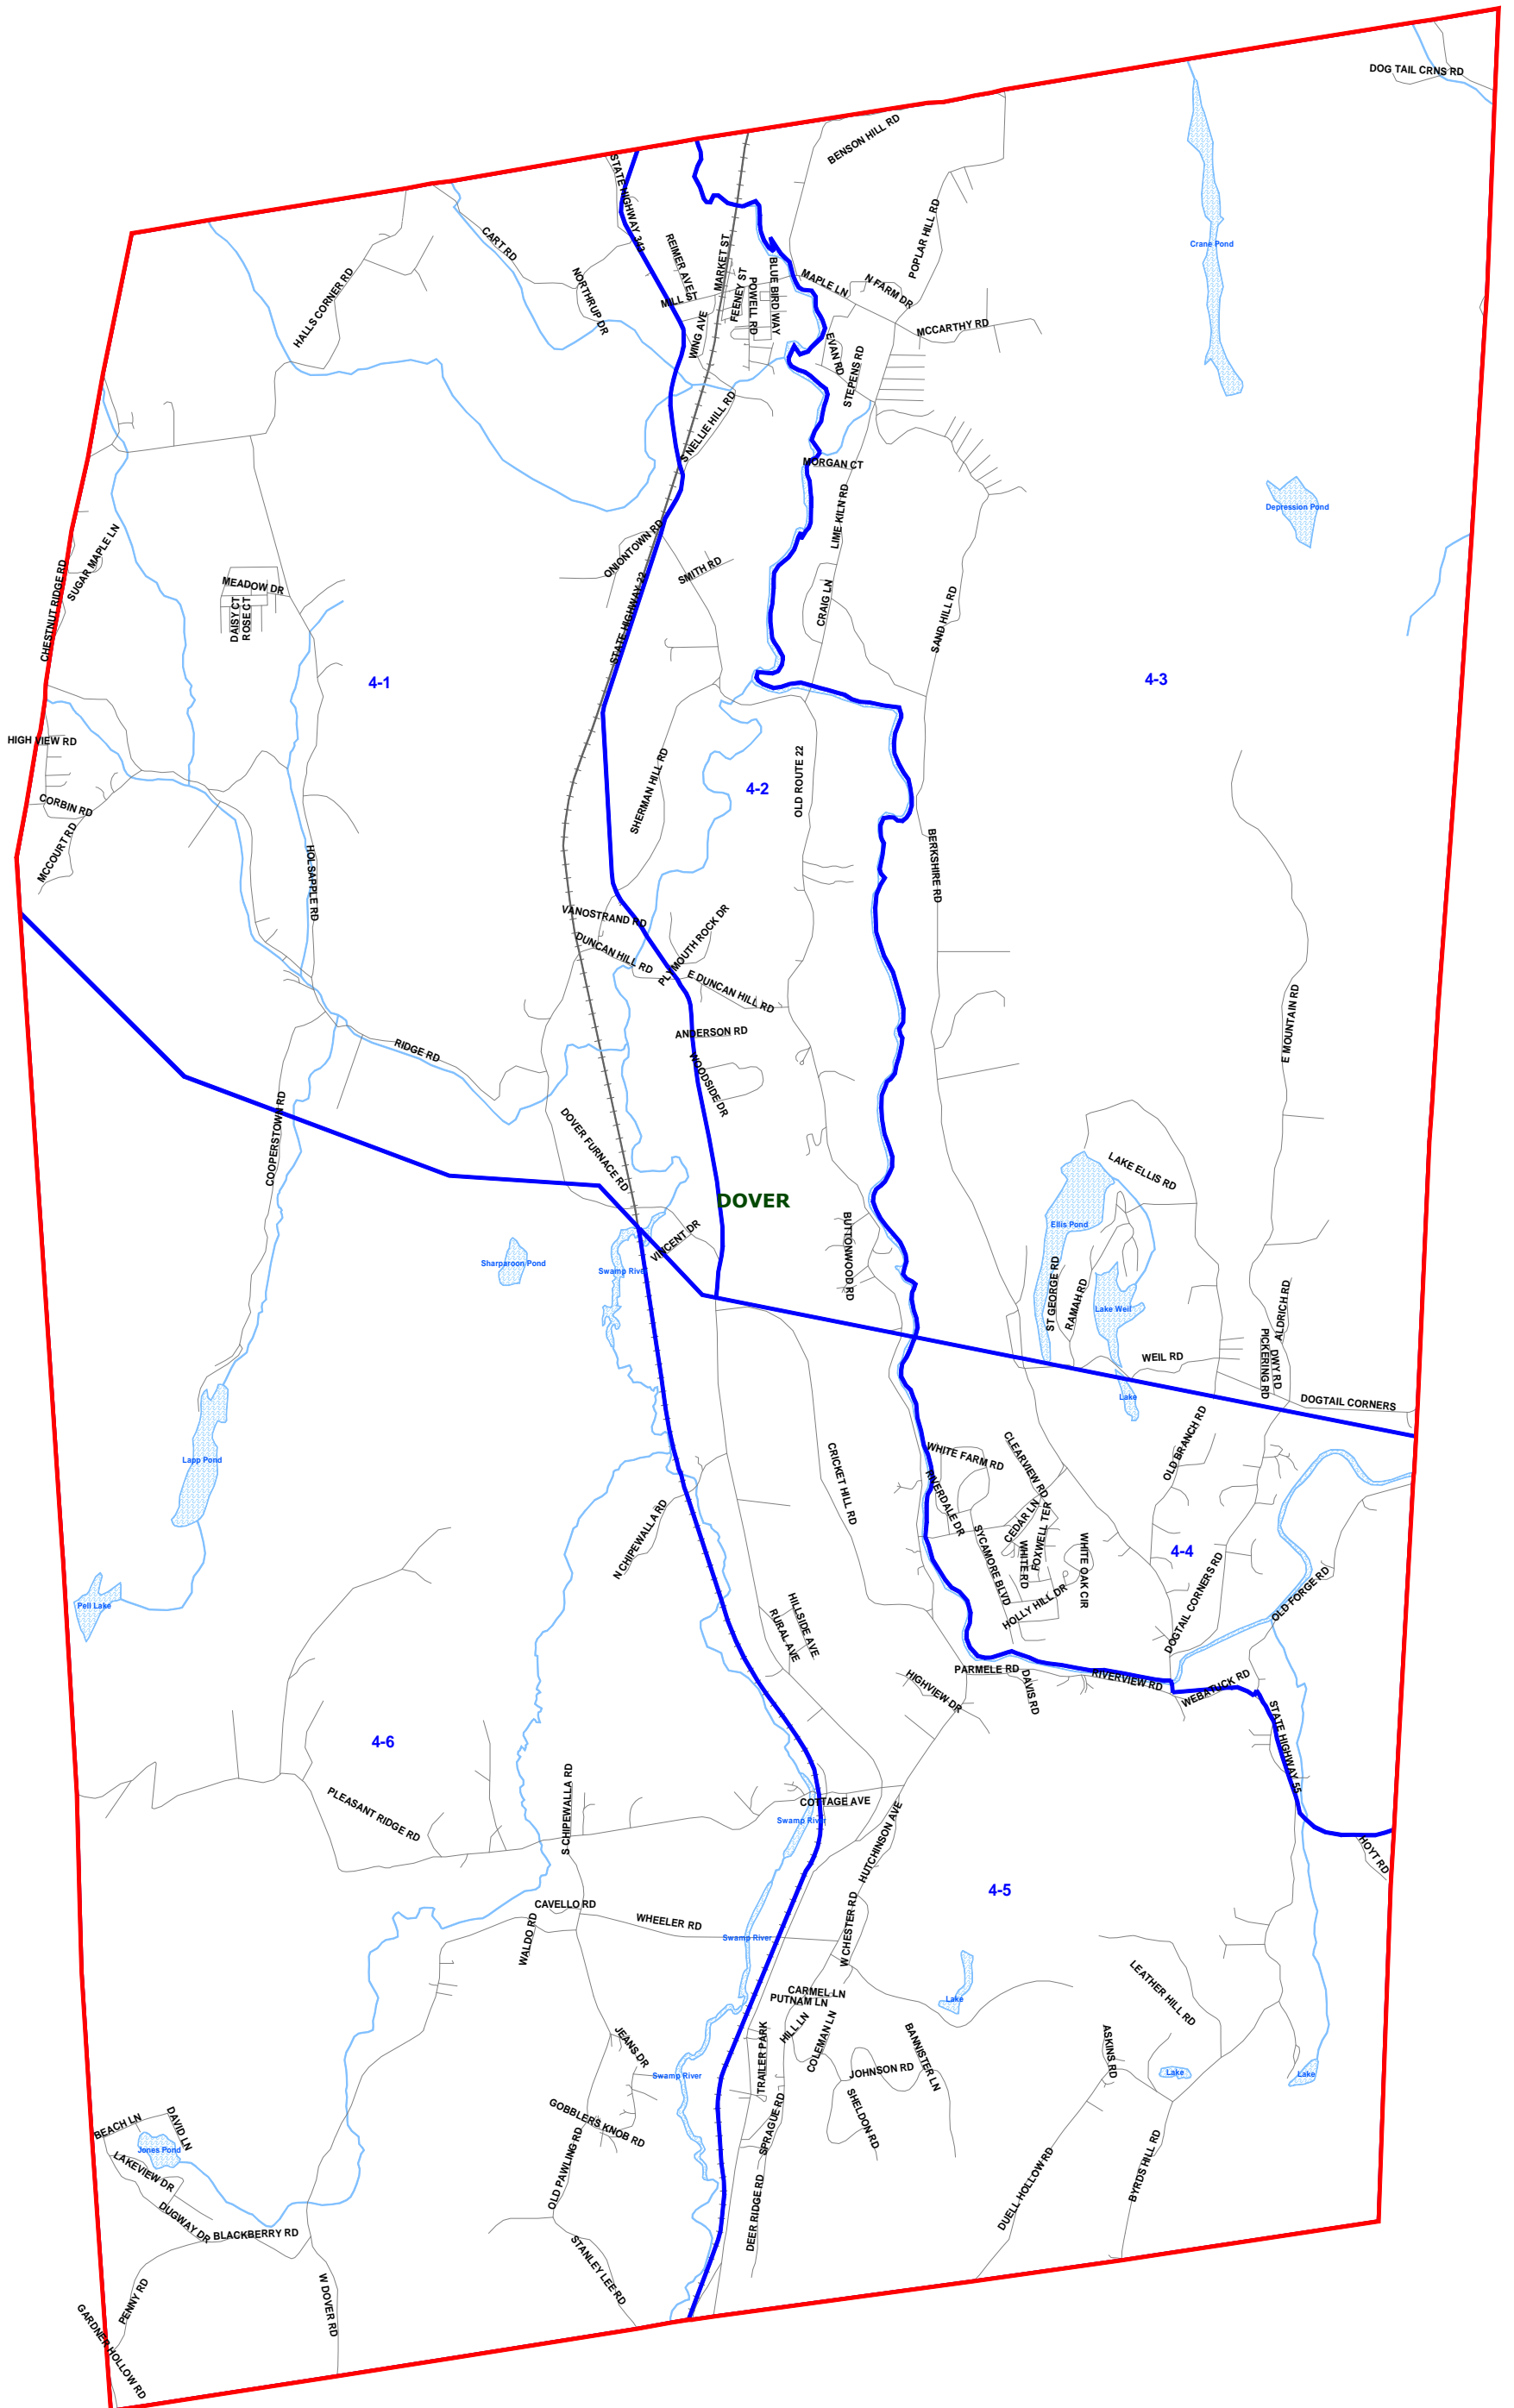 DOG TAIL CRNS RD
BENSON HILL RD
STATE HIGHWAY 343
CART RD
REIMER AVE
MARKET ST
POPLAR HILL RD
Crane Pond
HALLS CORNER RD
NORTHRUP DR
MILL ST
FEENEY ST
POWELL RD
BLUE BIRD WAY
MAPLE LN
N FARM DR
WING AVE
MCCARTHY RD
EVAN RD
STEPENS RD
S NELLIE HILL RD
MORGAN CT
LIME KILN RD
Depression Pond
CHESTNUT RIDGE RD
SUGAR MAPLE LN
ONIONTOWN RD
SMITH RD
MEADOW DR
DAISY CT
ROSE CT
STATE HIGHWAY 22
CRAIG LN
SAND HILL RD
4-1
4-3
HIGH VIEW RD
SHERMAN HILL RD
4-2
OLD ROUTE 22
CORBIN RD
MCCOURT RD
HOLSAPPLE RD
BERKSHIRE RD
VANOSTRAND RD
DUNCAN HILL RD
PLYMOUTH ROCK DR
E DUNCAN HILL RD
E MOUNTAIN RD
RIDGE RD
ANDERSON RD
WOODSIDE DR
COOPERSTOWN RD
DOVER FURNACE RD
LAKE ELLIS RD
DOVER
Ellis Pond
VINCENT DR
BUTTONWOOD RD
Sharparoon Pond
Swamp River
ST GEORGE RD
RAMAH RD
Lake Weil
ALDRICH RD
PICKERING RD
DWY RD
WEIL RD
Lake
DOGTAIL CORNERS
Lapp Pond
CRICKET HILL RD
WHITE FARM RD
CLEARVIEW RD
OLD BRANCH RD
RIVERDALE DR
N CHIPEWALLA RD
CEDAR LN
FOXWELL TER
WHITE RD
SYCAMORE BLVD
WHITE OAK CIR
4-4
HOLLY HILL DR
DOGTAIL CORNERS RD
OLD FORGE RD
Pell Lake
HILLSIDE AVE
RURAL AVE
PARMELE RD
DAVIS RD
RIVERVIEW RD
WEBATUCK RD
HIGHVIEW DR
STATE HIGHWAY 55
4-6
PLEASANT RIDGE RD
S CHIPEWALLA RD
COTTAGE AVE
Swamp River
HUTCHINSON AVE
HOYT RD
4-5
CAVELLO RD
WALDO RD
WHEELER RD
Swamp River
W CHESTER RD
CARMEL LN
PUTNAM LN
Lake
LEATHER HILL RD
JEANS DR
TRAILER PARK
HILL LN
COLEMAN LN
BANNISTER LN
ASKINS RD
Swamp River
JOHNSON RD
Lake
Lake
BEACH LN
DAVID LN
GOBBLERS KNOB RD
SPRAGUE RD
SHELDON RD
Jones Pond
LAKEVIEW DR
DUGWAY DR
BLACKBERRY RD
OLD PAWLING RD
DEER RIDGE RD
DUELL HOLLOW RD
BYRDS HILL RD
STANLEY LEE RD
PENNY RD
W DOVER RD
GARDNER HOLLOW RD